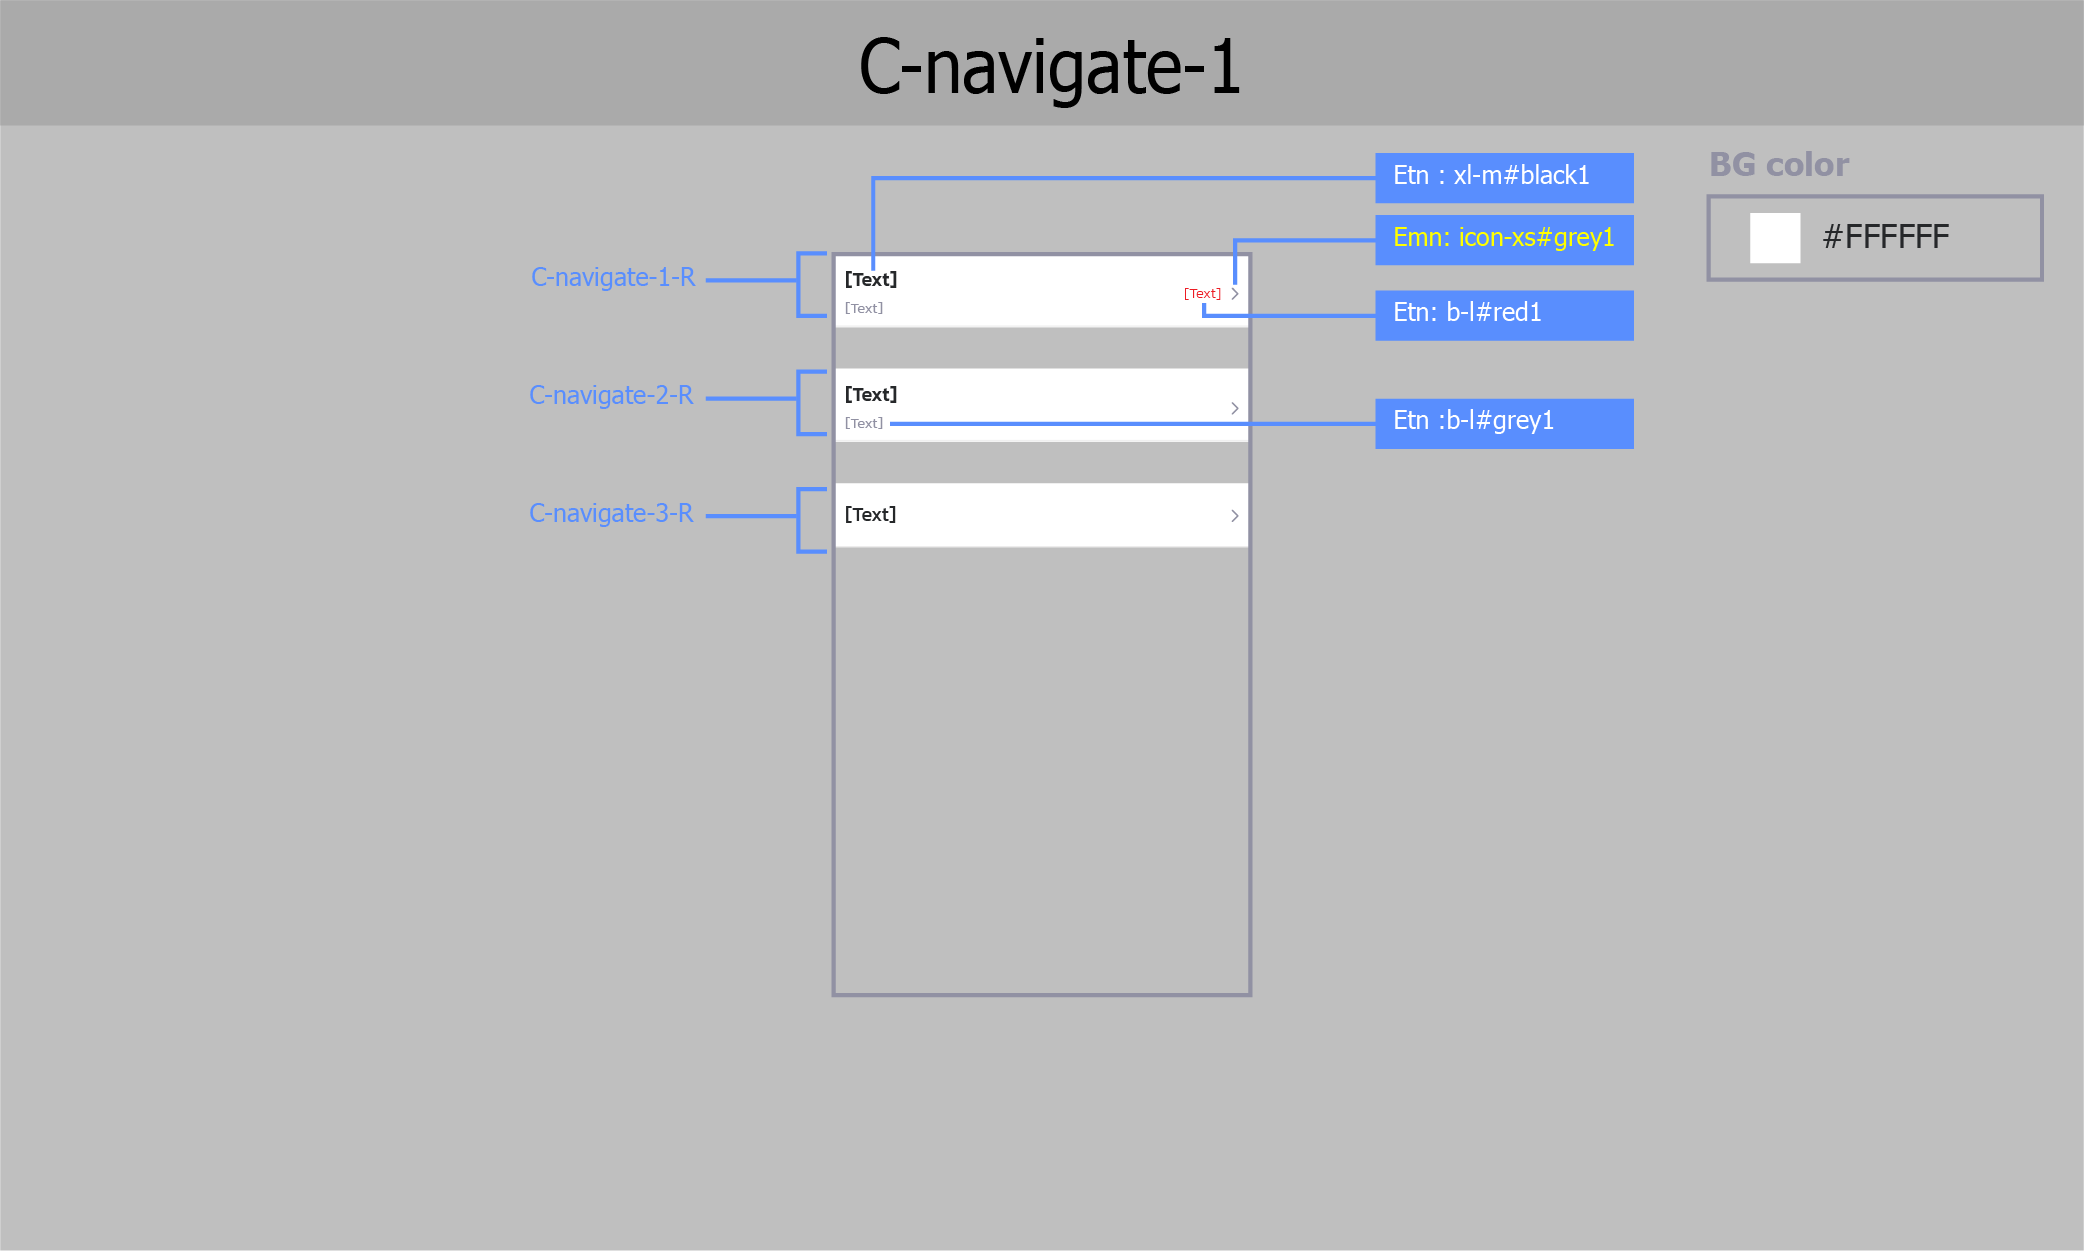 C-navigate-1
BG color
#FFFFFF
Etn : xl-m#black1
Emn: icon-xs#grey1
Etn: b-l#red1
Etn :b-l#grey1
C-navigate-1-R
[Text]
[Text]
[Text]
C-navigate-2-R
[Text]
[Text]
C-navigate-3-R
[Text]